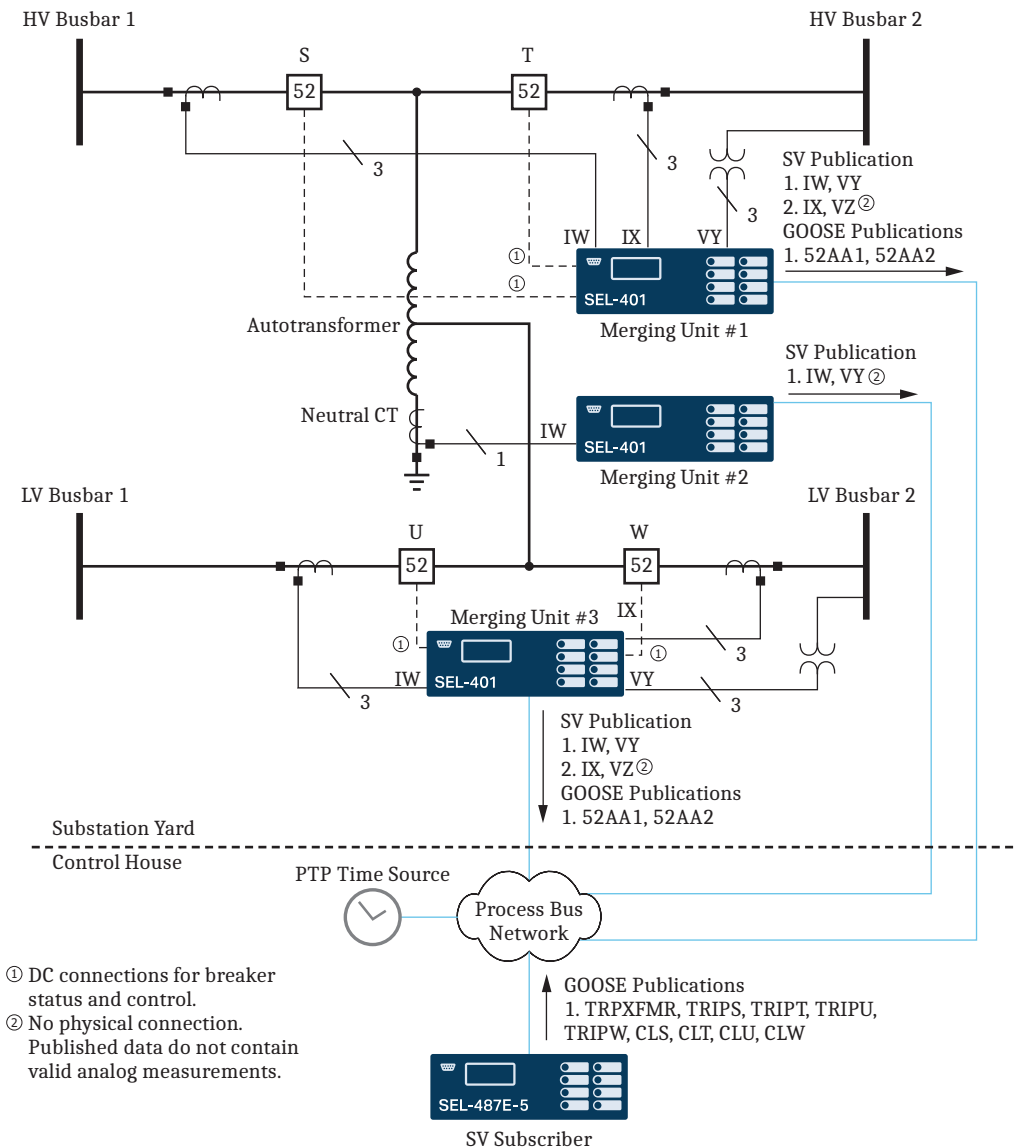 HV Busbar 1
HV Busbar 2
S
T
52
52
3
3
3
SV Publication
1. IW, VY
2. IX, VZ②
GOOSE Publications
1. 52AA1, 52AA2
IW
IX
VY
①
①
SEL-401
Merging Unit #1
Autotransformer
SV Publication
1. IW, VY②
Neutral CT
IW
1
SEL-401
Merging Unit #2
LV Busbar 1
LV Busbar 2
U
W
52
52
Merging Unit #3
IX
①
①
3
IW
SEL-401
VY
3
3
SV Publication
1. IW, VY
2. IX, VZ②
GOOSE Publications
1. 52AA1, 52AA2
Substation Yard
Control House
PTP Time Source
Process Bus
Network
① DC connections for breaker
status and control.
② No physical connection.
Published data do not contain
valid analog measurements.
GOOSE Publications
1. TRPXFMR, TRIPS, TRIPT, TRIPU,
TRIPW, CLS, CLT, CLU, CLW
SEL-487E-5
SV Subscriber